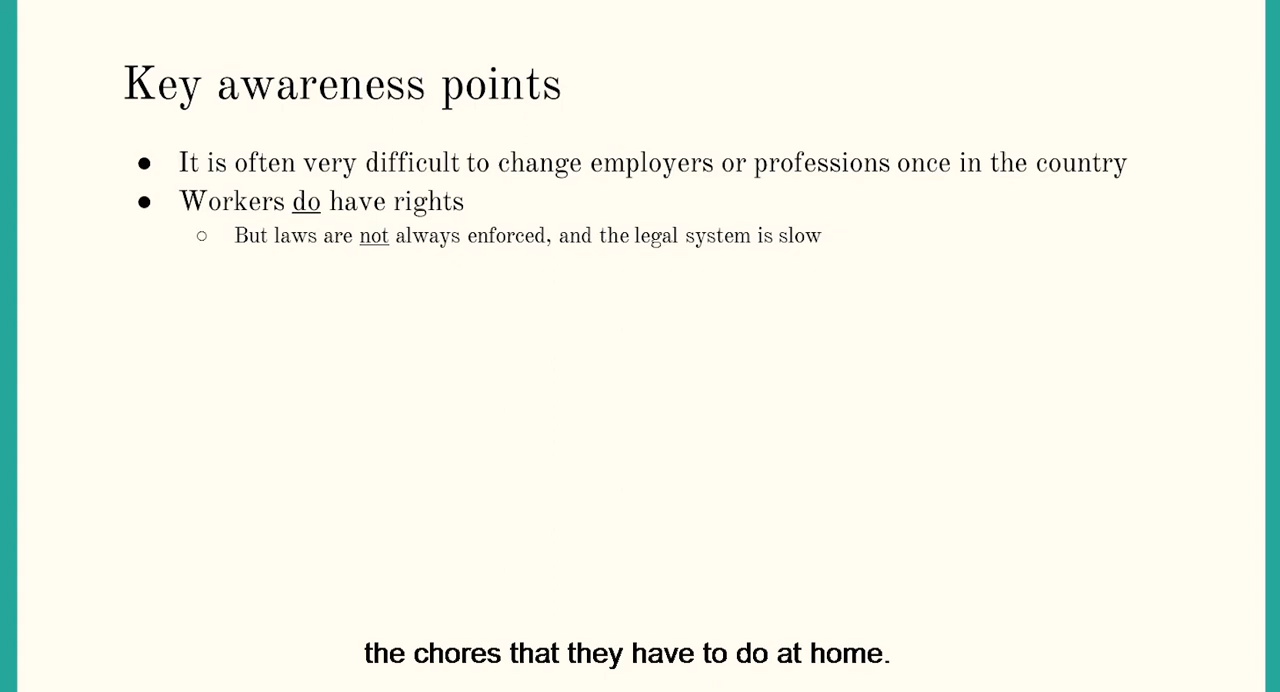 Key awareness points
● It is often very difficult to change employers or professions once in the country
● Workers do have rights
○ But laws are not always enforced, and the legal system is slow
the chores that they have to do at home.